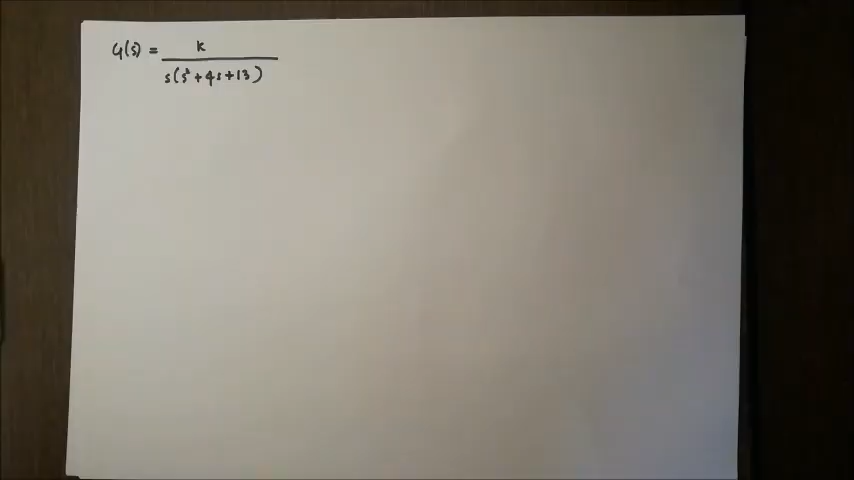 G(s) = K / s(s² + 4s + 13)